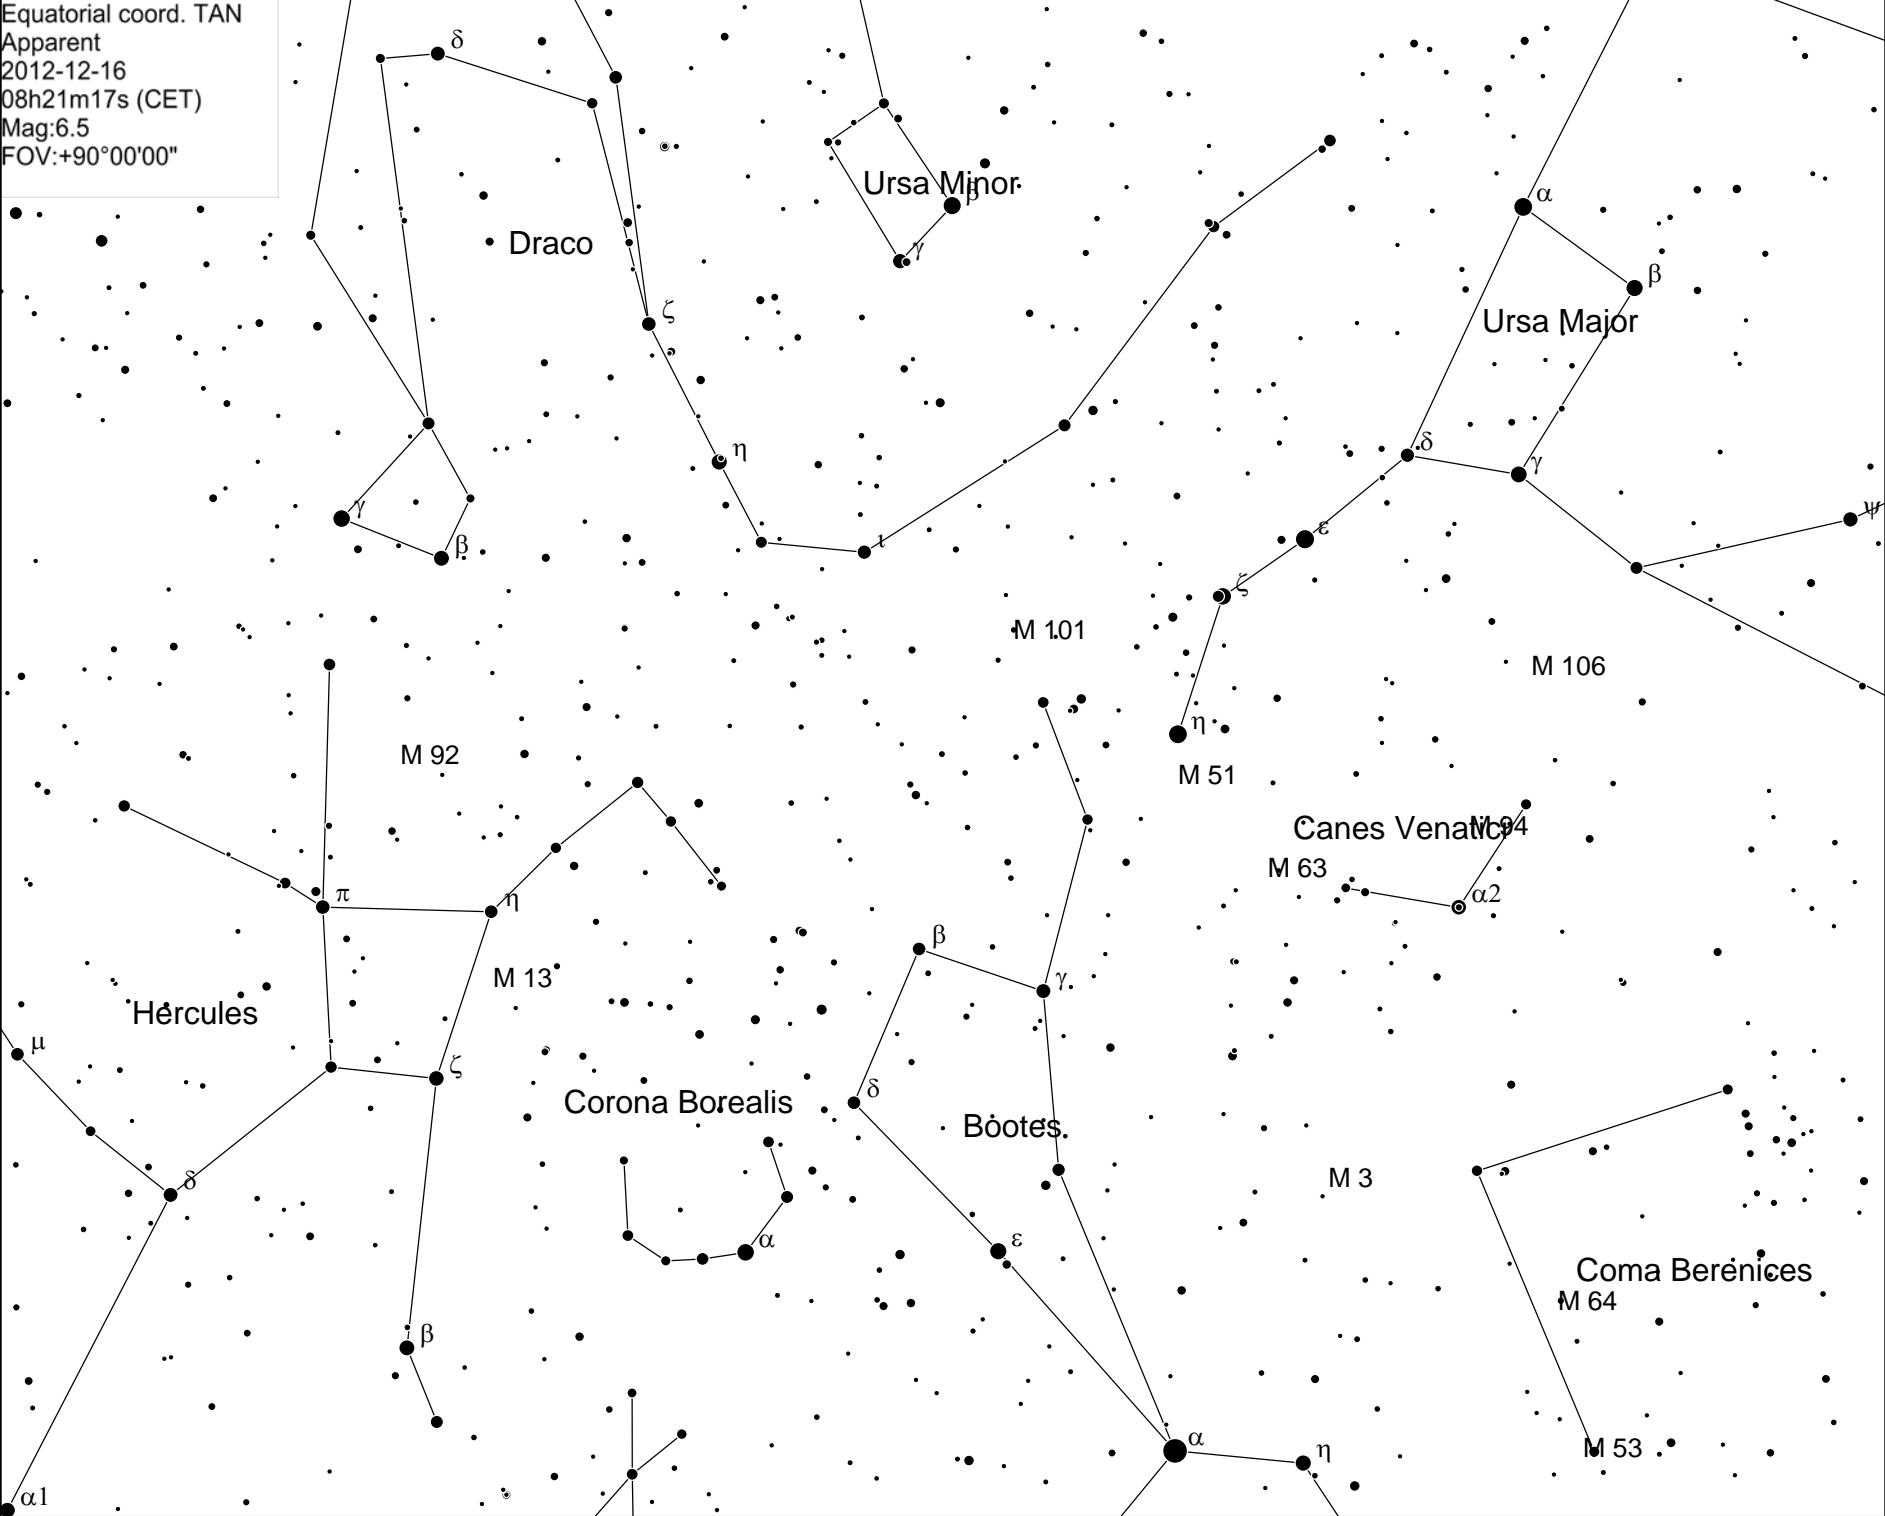 Equatorial coord. TAN
Apparent
2012-12-16
08h21m17s (CET)
Mag:6.5
FOV:+90°00'00"
δ
Ursa Minor
β
α
Draco
γ
β
ζ
Ursa Major
η
δ
γ
γ
ψ
β
ι
ε
ζ
M 101
M 106
η
M 92
M 51
Canes Venatici
M 94
M 63
π
η
α2
β
M 13
γ
Hercules
μ
ζ
δ
Corona Borealis
Bootes
δ
M 3
α
ε
Coma Berenices
M 64
β
α
η
M 53
α1